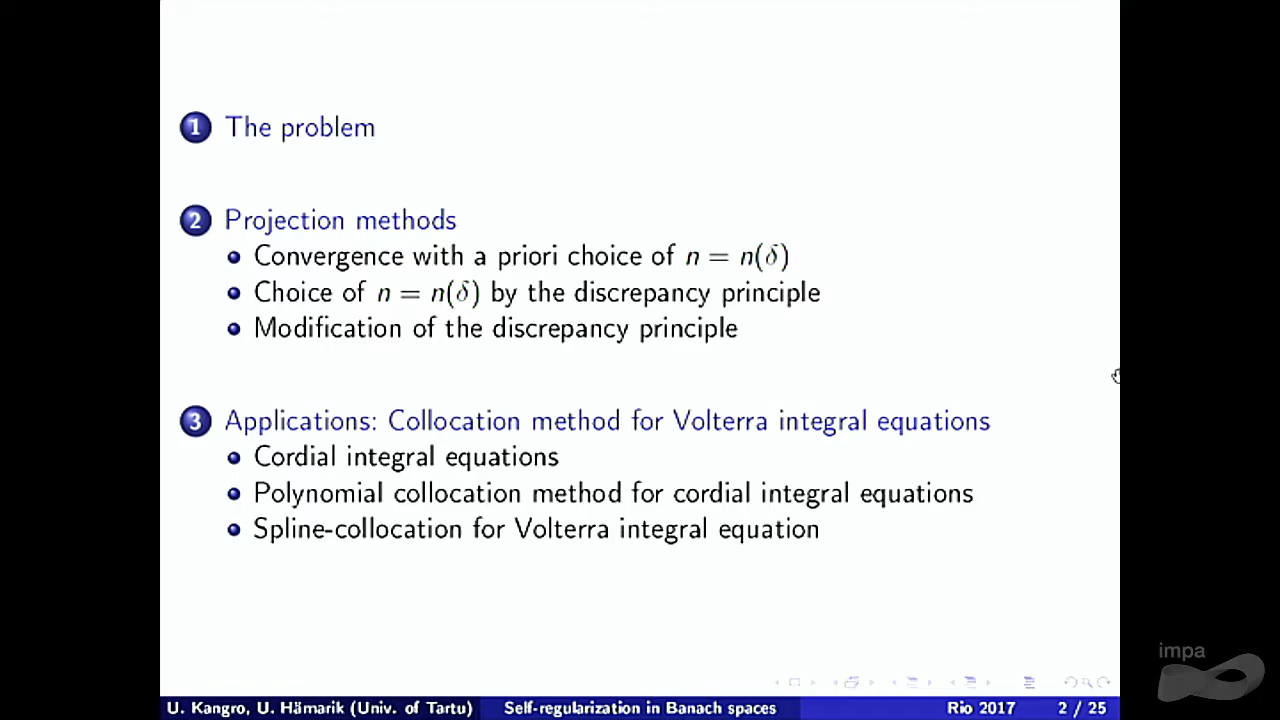 1 The problem
2 Projection methods
Convergence with a priori choice of n = n(δ)
Choice of n = n(δ) by the discrepancy principle
Modification of the discrepancy principle
3 Applications: Collocation method for Volterra integral equations
Cordial integral equations
Polynomial collocation method for cordial integral equations
Spline-collocation for Volterra integral equation
impa
U. Kangro, U. Hämarik (Univ. of Tartu) Self-regularization in Banach spaces Rio 2017 2 / 25